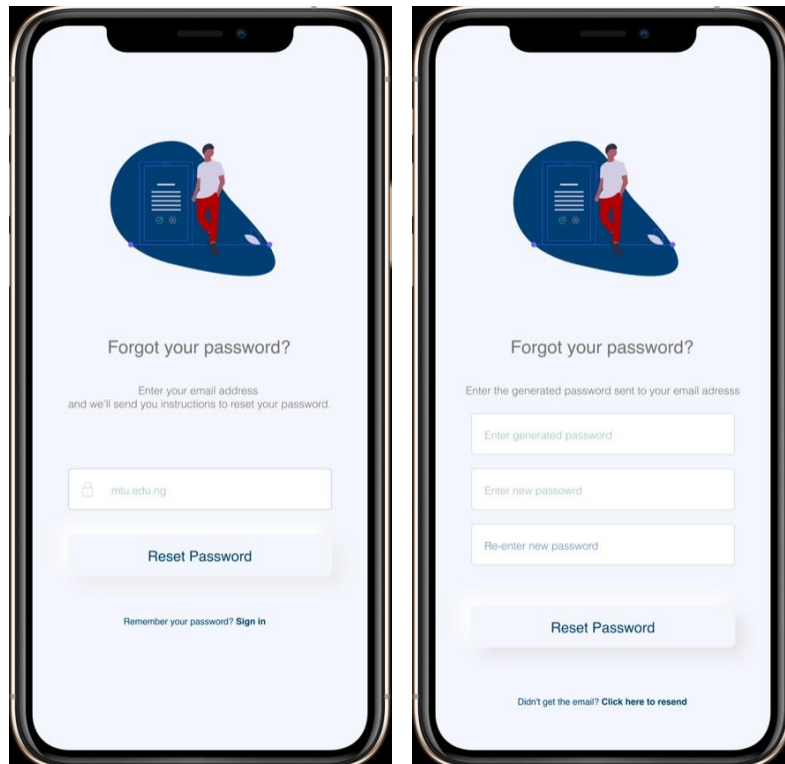 Forgot your password?
Enter your email address
and we'll send you instructions to reset your password.
.mtu.edu.ng
Reset Password
Remember your password? Sign in
Forgot your password?
Enter the generated password sent to your email adresss
Enter generated password
Enter new passowrd
Re-enter new password
Reset Password
Didn't get the email? Click here to resend